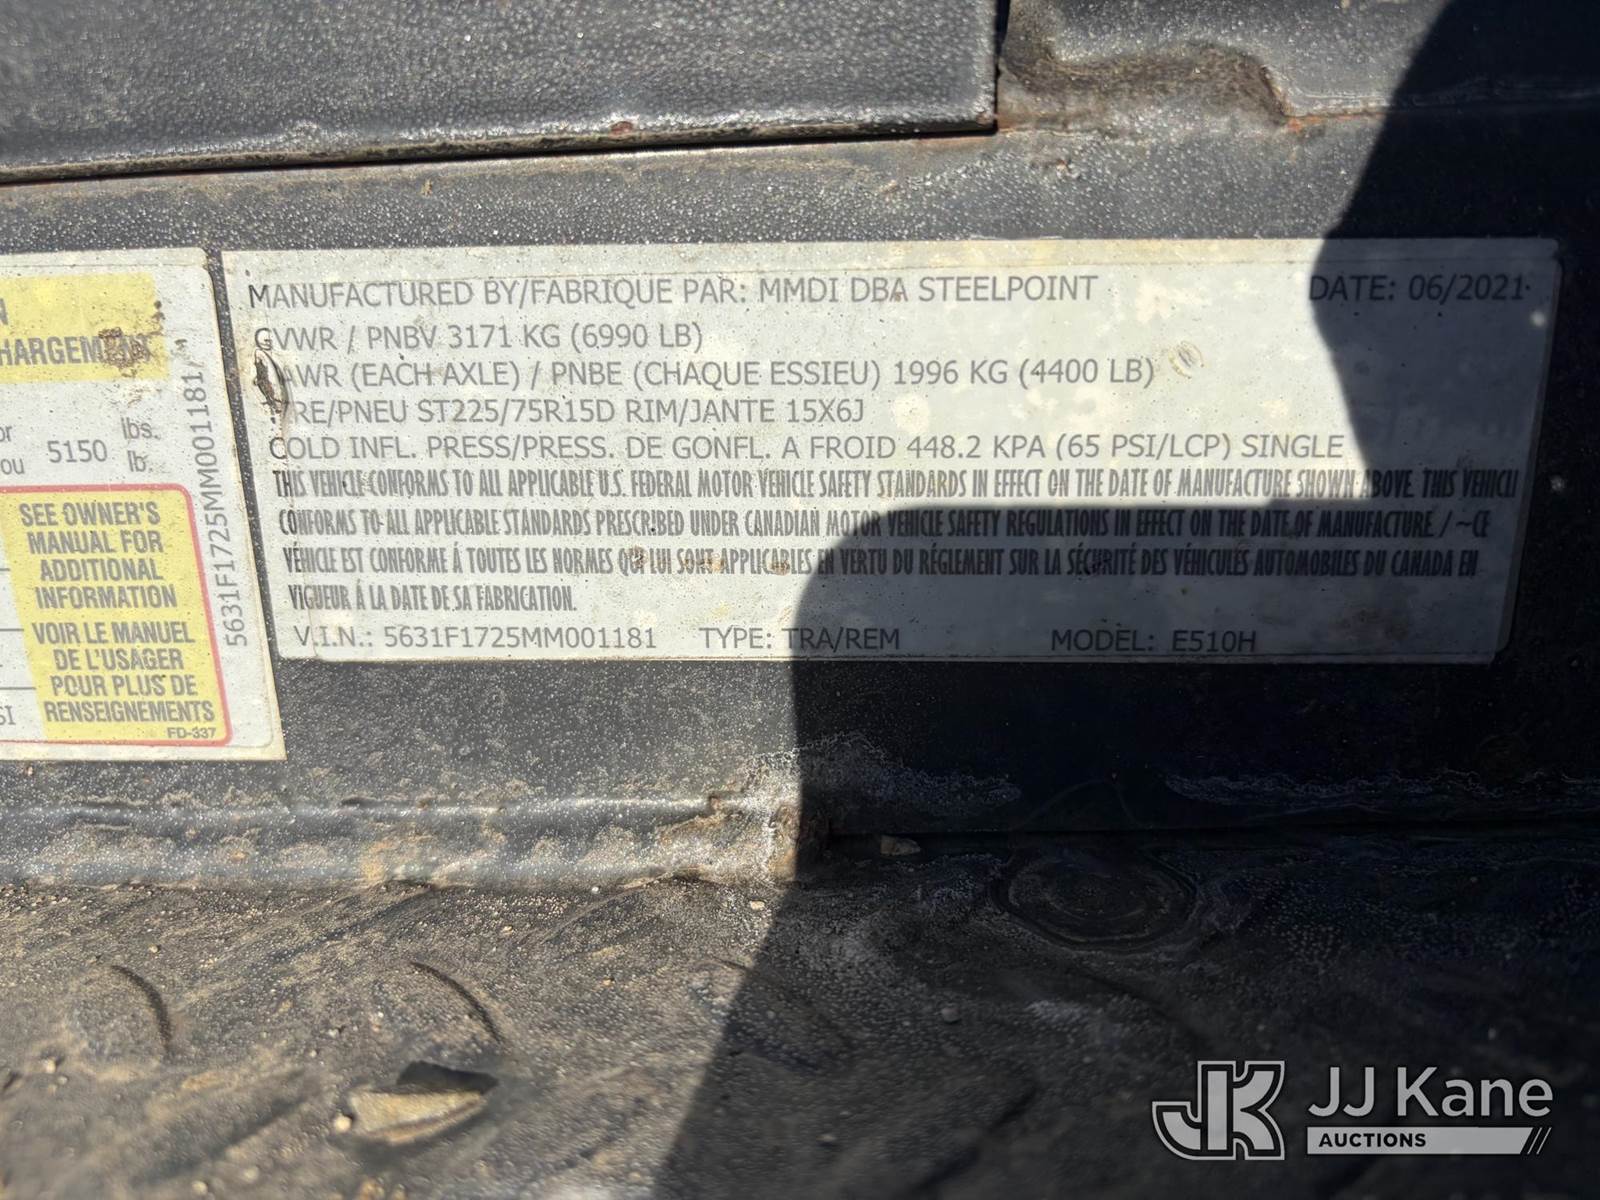 HARGEMENT
or
ou
5150
lbs.
lb.
SEE OWNER'S
MANUAL FOR
ADDITIONAL
INFORMATION
VOIR LE MANUEL
DE L'USAGER
POUR PLUS DE
RENSEIGNEMENTS
FD-337
SI
5631F1725MM001181
MANUFACTURED BY/FABRIQUE PAR: MMDI DBA STEELPOINT DATE: 06/2021
GVWR / PNBV 3171 KG (6990 LB)
AWR (EACH AXLE) / PNBE (CHAQUE ESSIEU) 1996 KG (4400 LB)
RE/PNEU ST225/75R15D RIM/JANTE 15X6J
COLD INFL. PRESS/PRESS. DE GONFL. A FROID 448.2 KPA (65 PSI/LCP) SINGLE
THIS VEHICLE CONFORMS TO ALL APPLICABLE U.S. FEDERAL MOTOR VEHICLE SAFETY STANDARDS IN EFFECT ON THE DATE OF MANUFACTURE SHOWN ABOVE. THIS VEHICLE
CONFORMS TO ALL APPLICABLE STANDARDS PRESCRIBED UNDER CANADIAN MOTOR VEHICLE SAFETY REGULATIONS IN EFFECT ON THE DATE OF MANUFACTURE. / ~CE
VÉHICLE EST CONFORME Á TOUTES LES NORMES QUI LUI SONT APPLICABLES EN VERTU DU RÉGLEMENT SUR LA SÉCURITÉ DES VÉHICULES AUTOMOBILES DU CANADA EN
VIGUEUR Á LA DATE DE SA FABRICATION.
V.I.N.: 5631F1725MM001181 TYPE: TRA/REM MODEL: E510H
JK JJ Kane
AUCTIONS